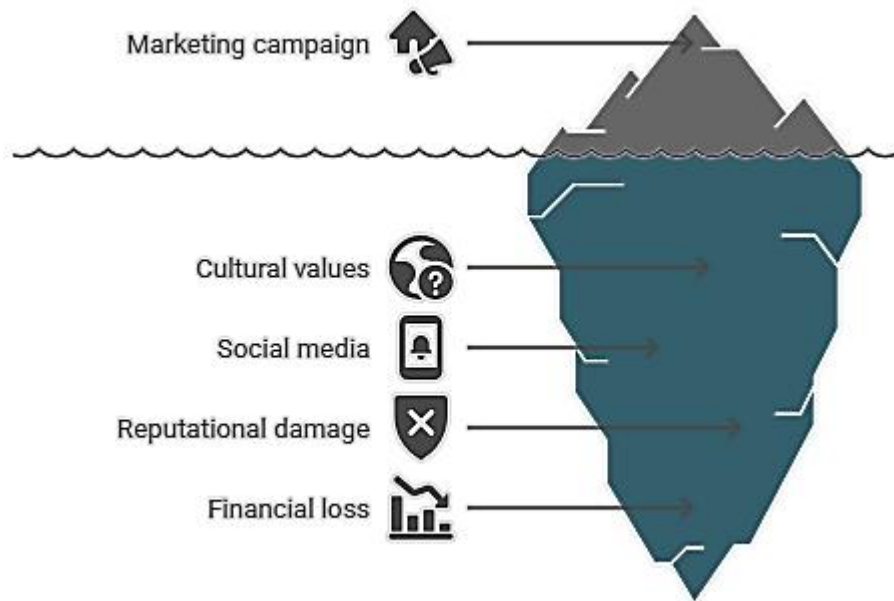 Marketing campaign
Cultural values
Social media
Reputational damage
Financial loss